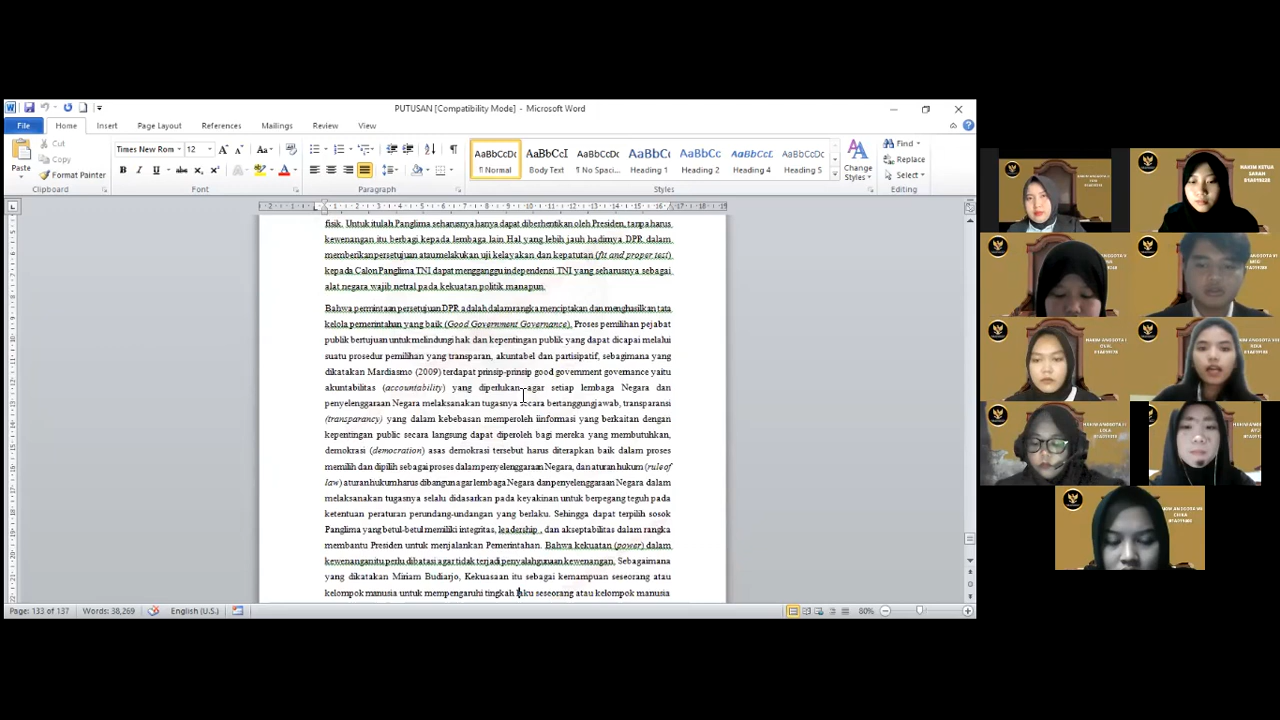 PUTUSAN [Compatibility Mode] - Microsoft Word
File Home Insert Page Layout References Mailings Review View
Paste
Cut
Copy
Format Painter
Clipboard
Times New Rom 12
Font
Paragraph
AaBbCcDc AaBbCcI AaBbCcDc AaBbCc AaBbCc AaBbCcL AaBbCcDc
¶ Normal Body Text ¶ No Spaci... Heading 1 Heading 2 Heading 4 Heading 5
Change Styles
Styles
Find
Replace
Select
Editing
fisik. Untuk itulah Panglima seharusnya hanya dapat diberhentikan oleh Presiden, tanpa harus
kewenangan itu berbagi kepada lembaga lain Hal yang lebih jauh hadirnya DPR dalam
memberikan persetujuan atau melakukan uji kelayakan dan kepatutan (fit and proper test)
kepada Calon Panglima TNI dapat mengganggu independensi TNI yang seharusnya sebagai
alat negara wajib netral pada kekuatan politik manapun.
Bahwa permintaan persetujuan DPR adalah dalam rangka menciptakan dan menghasilkan tata
kelola pemerintahan yang baik (Good Government Governance). Proses pemilihan pejabat
publik bertujuan untuk melindungi hak dan kepentingan publik yang dapat dicapai melalui
suatu prosedur pemilihan yang transparan, akuntabel dan partisipatif, sebagimana yang
dikatakan Mardiasmo (2009) terdapat prinsip-prinsip good government governance yaitu
akuntabilitas (accountability) yang diperlukan agar setiap lembaga Negara dan
penyelenggaraan Negara melaksanakan tugasnya secara bertanggung jawab, transparansi
(transparancy) yang dalam kebebasan memperoleh iinformasi yang berkaitan dengan
kepentingan public secara langsung dapat diperoleh bagi mereka yang membutuhkan,
demokrasi (democration) asas demokrasi tersebut harus diterapkan baik dalam proses
memilih dan dipilih sebagai proses dalam penyelenggaraan Negara, dan aturan hukum (rule of
law) aturan hukum harus dibangun agar lembaga Negara dan penyelenggaraan Negara dalam
melaksanakan tugasnya selalu didasarkan pada keyakinan untuk berpegang teguh pada
ketentuan peraturan perundang-undangan yang berlaku. Sehingga dapat terpilih sosok
Panglima yang betul-betul memiliki integritas, leadership , dan akseptabilitas dalam rangka
membantu Presiden untuk menjalankan Pemerintahan. Bahwa kekuatan (power) dalam
kewenangan itu perlu dibatasi agar tidak terjadi penyalahgunaan kewenangan, Sebagaimana
yang dikatakan Miriam Budiarjo, Kekuasaan itu sebagai kemampuan seseorang atau
kelompok manusia untuk mempengaruhi tingkah laku seseorang atau kelompok manusia
Page: 133 of 137 Words: 38,269 English (U.S.) 80%
HAKIM KETUA
SARAH